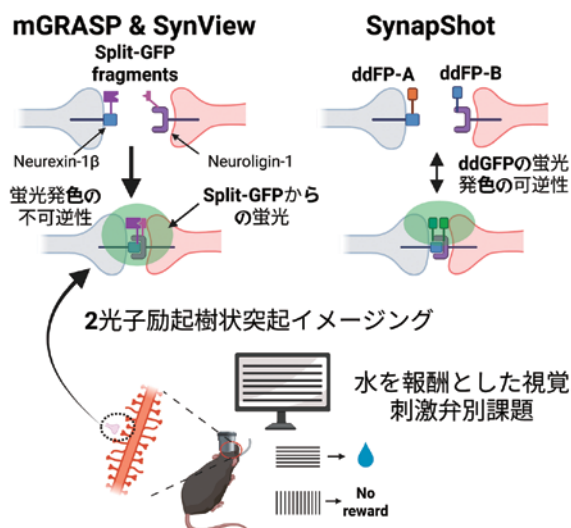 mGRASP & SynView
Split-GFP
fragments
Neurexin-1β
Neuroligin-1
蛍光発色の
不可逆性
Split-GFPから
の蛍光
SynapShot
ddFP-A
ddFP-B
ddGFPの蛍光
発色の可逆性
2光子励起樹状突起イメージング
水を報酬とした視覚
刺激弁別課題
No
reward